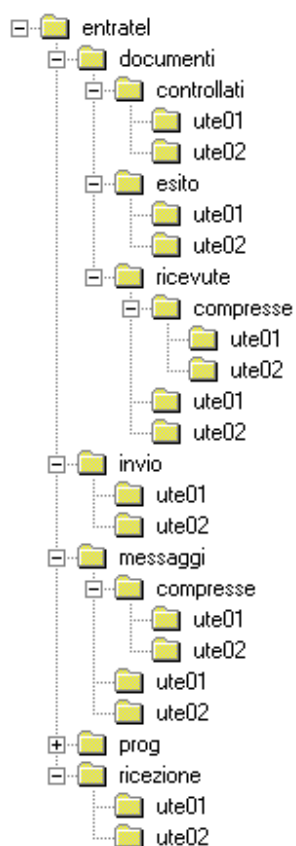 entratel
documenti
controllati
ute01
ute02
esito
ute01
ute02
ricevute
compresse
ute01
ute02
ute01
ute02
invio
ute01
ute02
messaggi
compresse
ute01
ute02
ute01
ute02
prog
ricezione
ute01
ute02